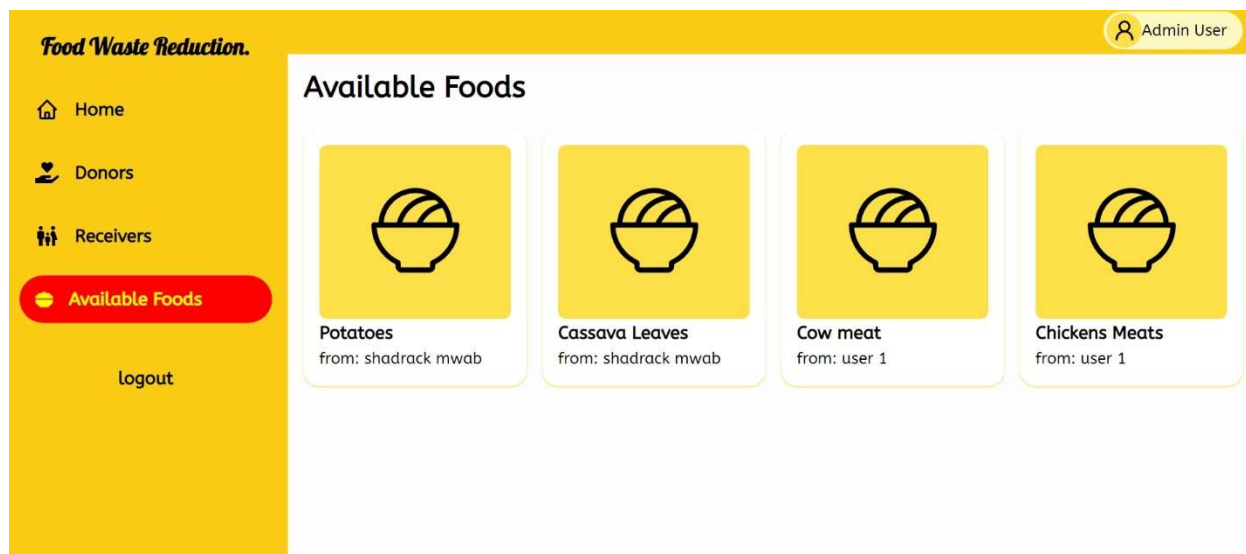 Food Waste Reduction.
Admin User
Home
Donors
Receivers
Available Foods
logout
Available Foods
Potatoes
from: shadrack mwab
Cassava Leaves
from: shadrack mwab
Cow meat
from: user 1
Chickens Meats
from: user 1